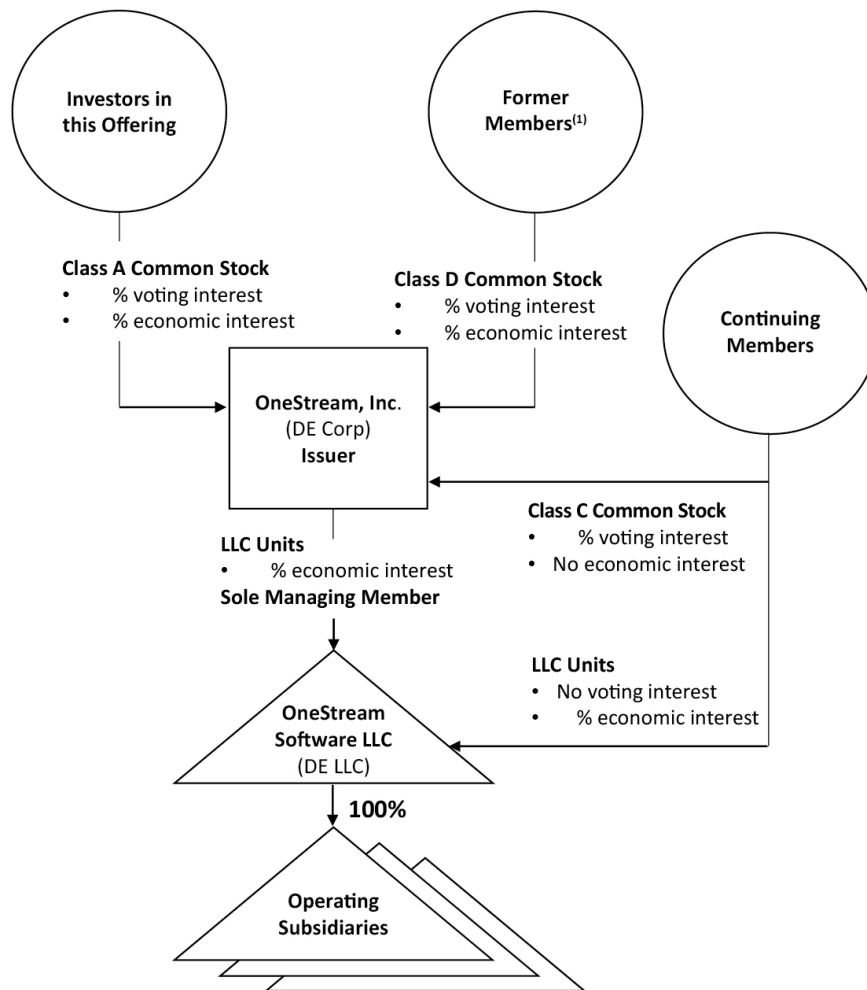 Investors in
this Offering
Former
Members(1)
Continuing
Members
Class A Common Stock
• % voting interest
• % economic interest
Class D Common Stock
• % voting interest
• % economic interest
OneStream, Inc.
(DE Corp)
Issuer
Class C Common Stock
• % voting interest
• No economic interest
LLC Units
• % economic interest
Sole Managing Member
LLC Units
• No voting interest
• % economic interest
OneStream
Software LLC
(DE LLC)
100%
Operating
Subsidiaries